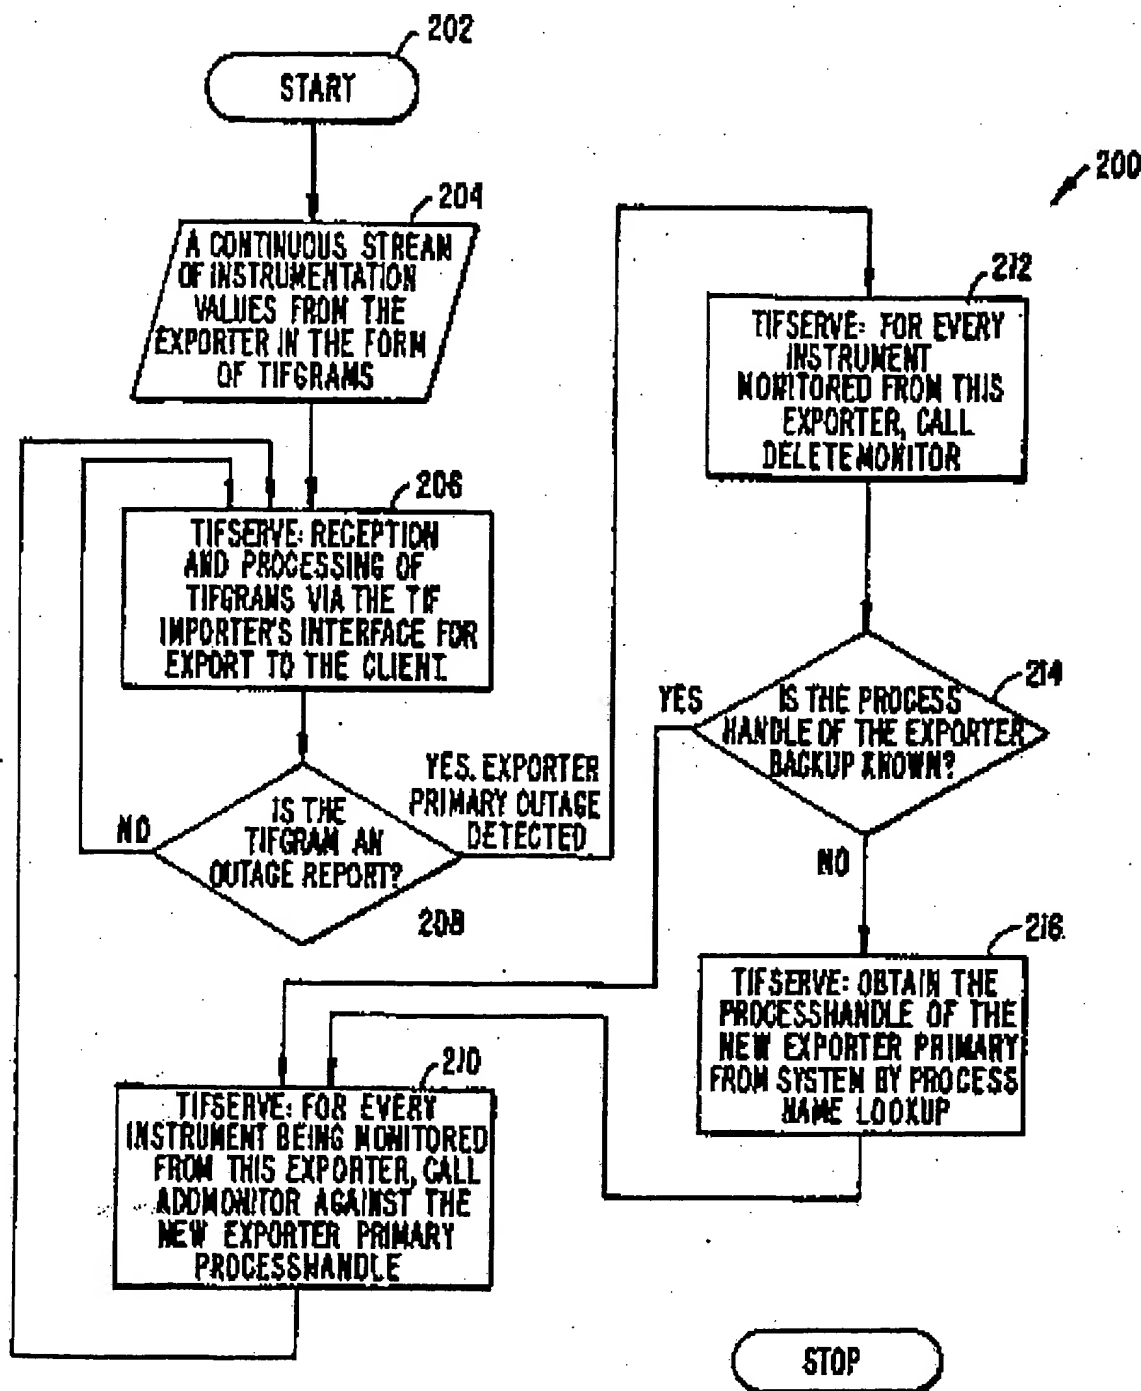 202
START
200
204
A CONTINUOUS STREAM
OF INSTRUMENTATION
VALUES FROM THE
EXPORTER IN THE FORM
OF TIFGRAMS
206
TIFSERVE: RECEPTION
AND PROCESSING OF
TIFGRAMS VIA THE TIF
IMPORTER'S INTERFACE FOR
EXPORT TO THE CLIENT.
IS THE
TIFGRAM AN
OUTAGE REPORT?
208
NO
YES. EXPORTER
PRIMARY OUTAGE
DETECTED
212
TIFSERVE: FOR EVERY
INSTRUMENT
MONITORED FROM THIS
EXPORTER, CALL
DELETEMONITOR
214
IS THE PROCESS
HANDLE OF THE EXPORTER
BACKUP KNOWN?
YES
NO
216
TIFSERVE: OBTAIN THE
PROCESSHANDLE OF THE
NEW EXPORTER PRIMARY
FROM SYSTEM BY PROCESS
NAME LOOKUP
210
TIFSERVE: FOR EVERY
INSTRUMENT BEING MONITORED
FROM THIS EXPORTER, CALL
ADDMONITOR AGAINST THE
NEW EXPORTER PRIMARY
PROCESSHANDLE
STOP